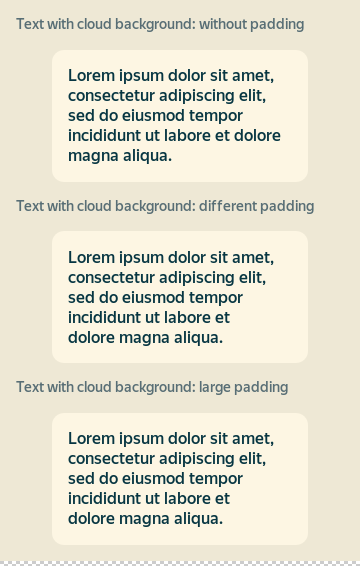 Text with cloud background: without padding
Lorem ipsum dolor sit amet,
consectetur adipiscing elit,
sed do eiusmod tempor
incididunt ut labore et dolore
magna aliqua.
Text with cloud background: different padding
Lorem ipsum dolor sit amet,
consectetur adipiscing elit,
sed do eiusmod tempor
incididunt ut labore et
dolore magna aliqua.
Text with cloud background: large padding
Lorem ipsum dolor sit amet,
consectetur adipiscing elit,
sed do eiusmod tempor
incididunt ut labore et
dolore magna aliqua.